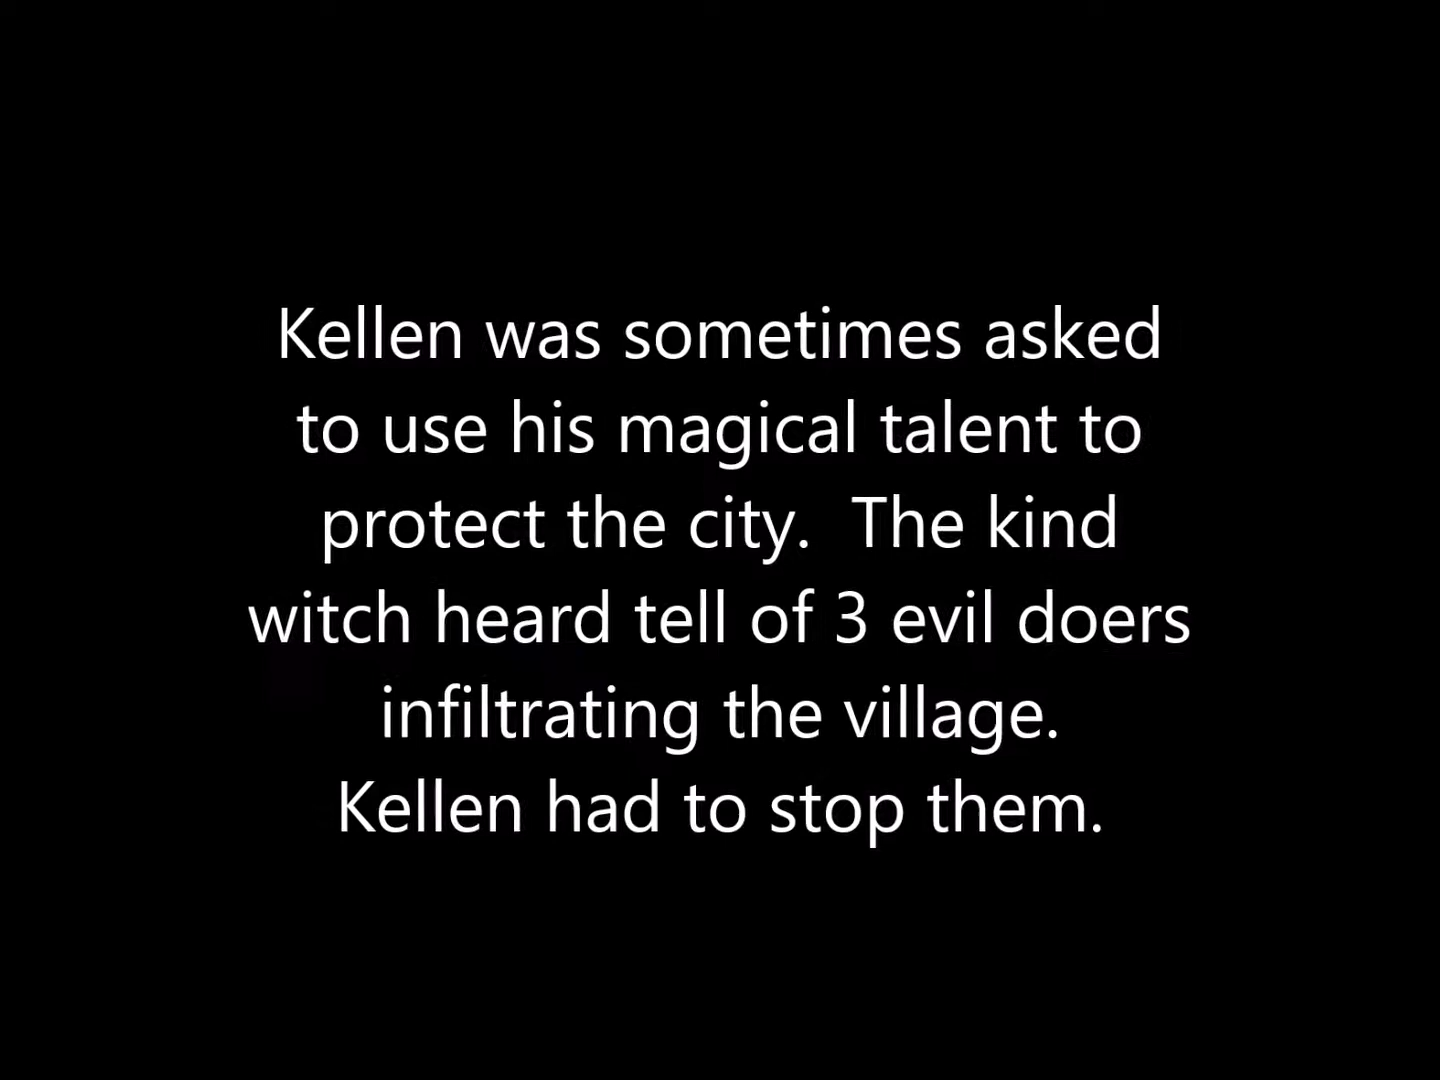 Kellen was sometimes asked
to use his magical talent to
protect the city.  The kind
witch heard tell of 3 evil doers
infiltrating the village.
Kellen had to stop them.